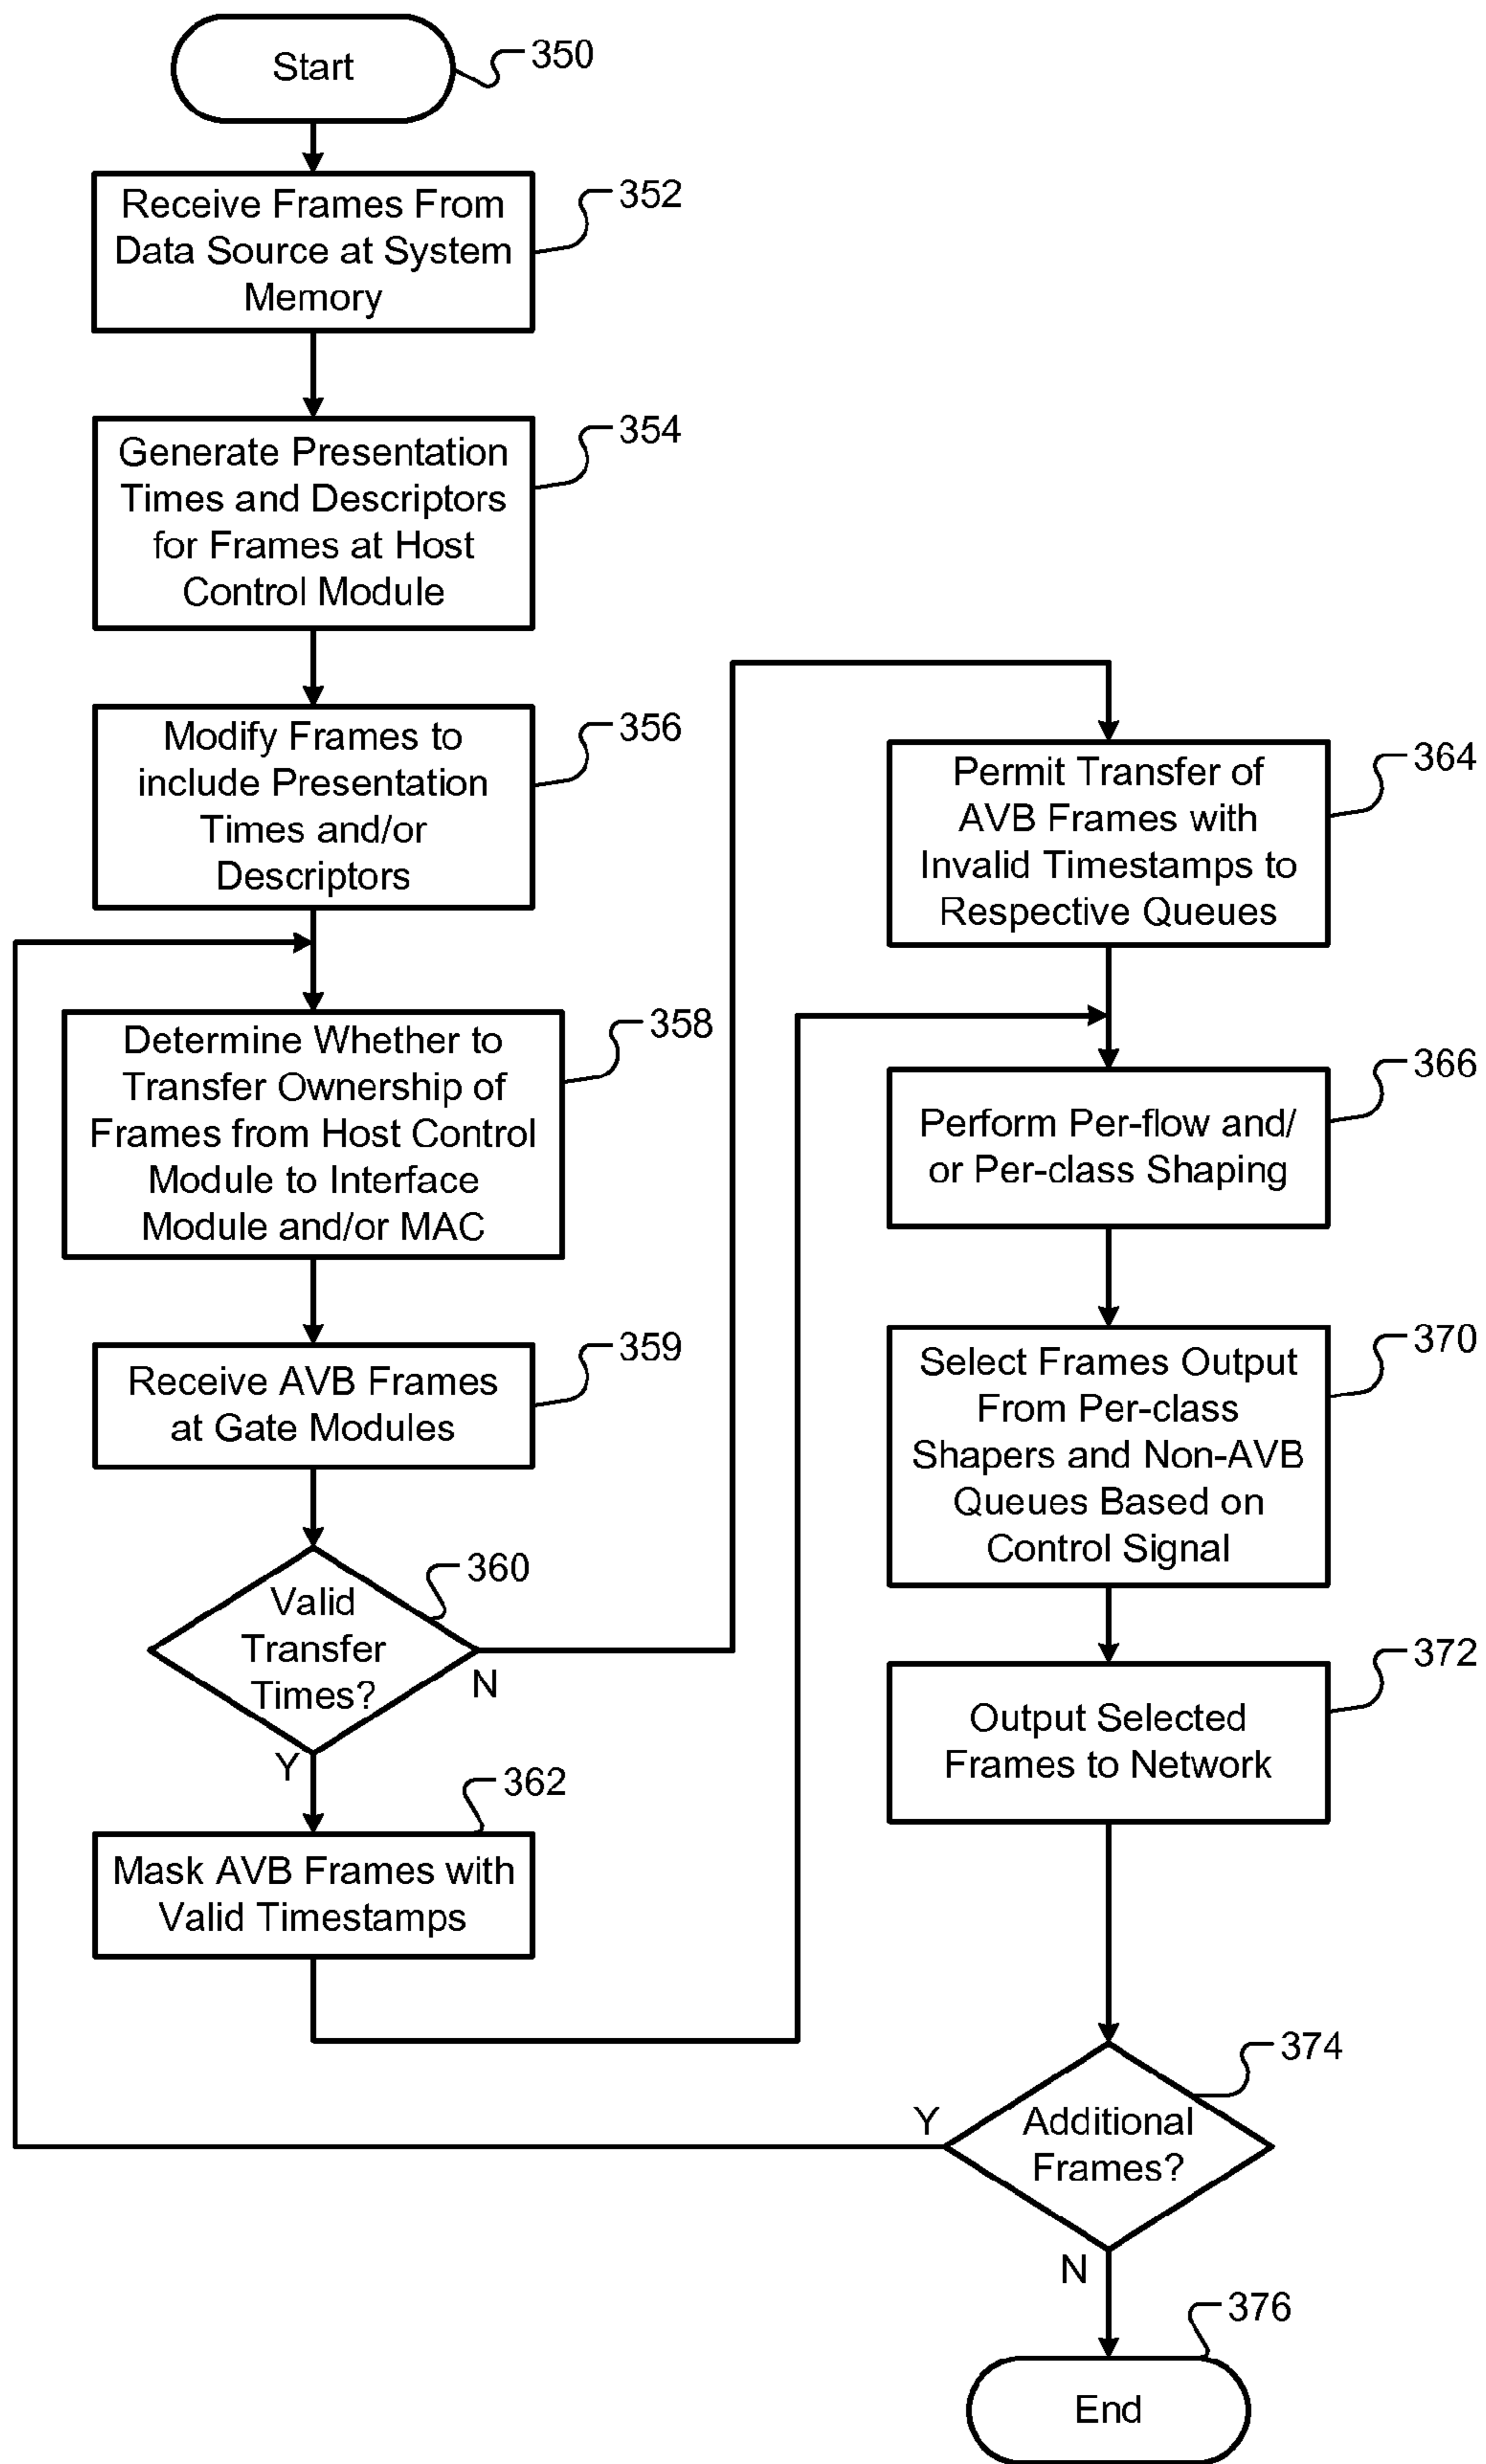 Start
350
Receive Frames From
Data Source at System
Memory
352
Generate Presentation
Times and Descriptors
for Frames at Host
Control Module
354
Modify Frames to
include Presentation
Times and/or
Descriptors
356
Determine Whether to
Transfer Ownership of
Frames from Host Control
Module to Interface
Module and/or MAC
358
Receive AVB Frames
at Gate Modules
359
Valid
Transfer
Times?
360
N
Y
Mask AVB Frames with
Valid Timestamps
362
Permit Transfer of
AVB Frames with
Invalid Timestamps to
Respective Queues
364
Perform Per-flow and/
or Per-class Shaping
366
Select Frames Output
From Per-class
Shapers and Non-AVB
Queues Based on
Control Signal
370
Output Selected
Frames to Network
372
Additional
Frames?
374
Y
N
End
376